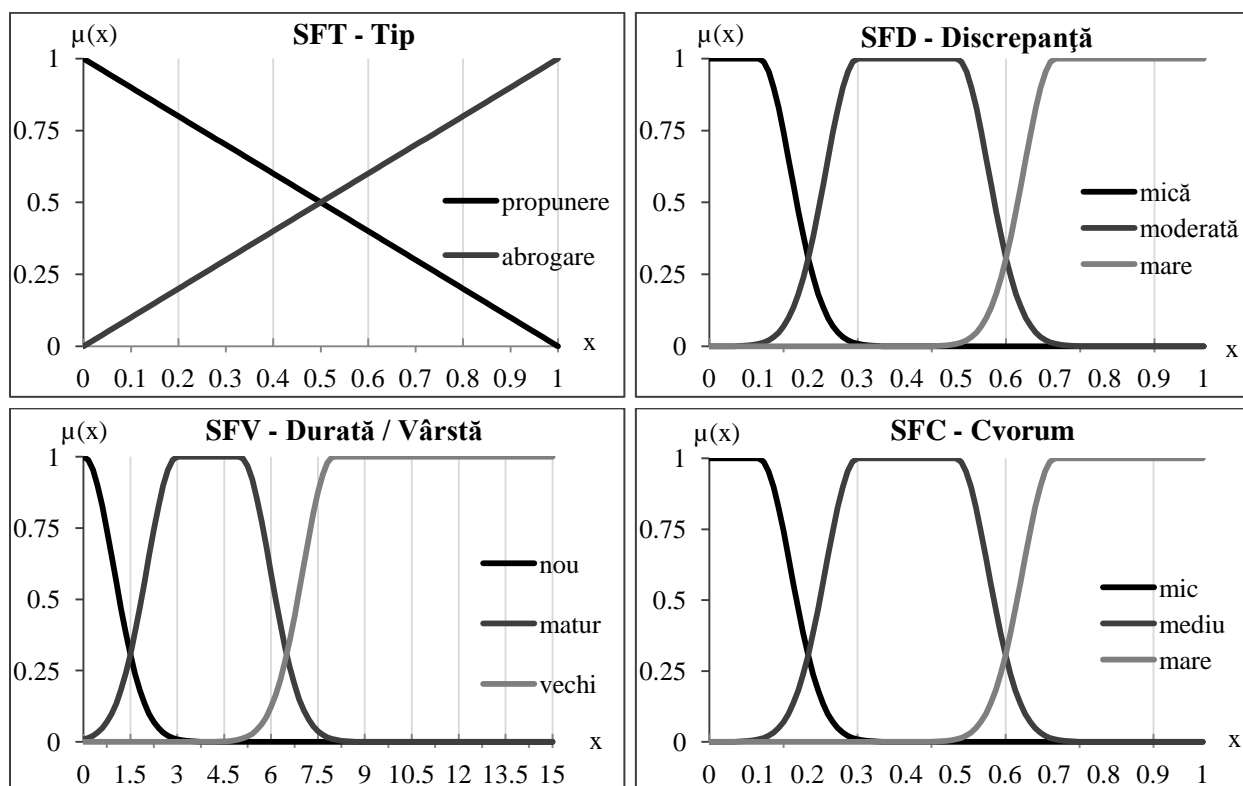 SFT - Tip
µ(x)
1
0.75
0.5
0.25
0
propunere
abrogare
x
0 0.1 0.2 0.3 0.4 0.5 0.6 0.7 0.8 0.9 1
SFD - Discrepanţă
µ(x)
1
0.75
0.5
0.25
0
mică
moderată
mare
x
0 0.1 0.2 0.3 0.4 0.5 0.6 0.7 0.8 0.9 1
SFV - Durată / Vârstă
µ(x)
1
0.75
0.5
0.25
0
nou
matur
vechi
x
0 1.5 3 4.5 6 7.5 9 10.5 12 13.5 15
SFC - Cvorum
µ(x)
1
0.75
0.5
0.25
0
mic
mediu
mare
x
0 0.1 0.2 0.3 0.4 0.5 0.6 0.7 0.8 0.9 1